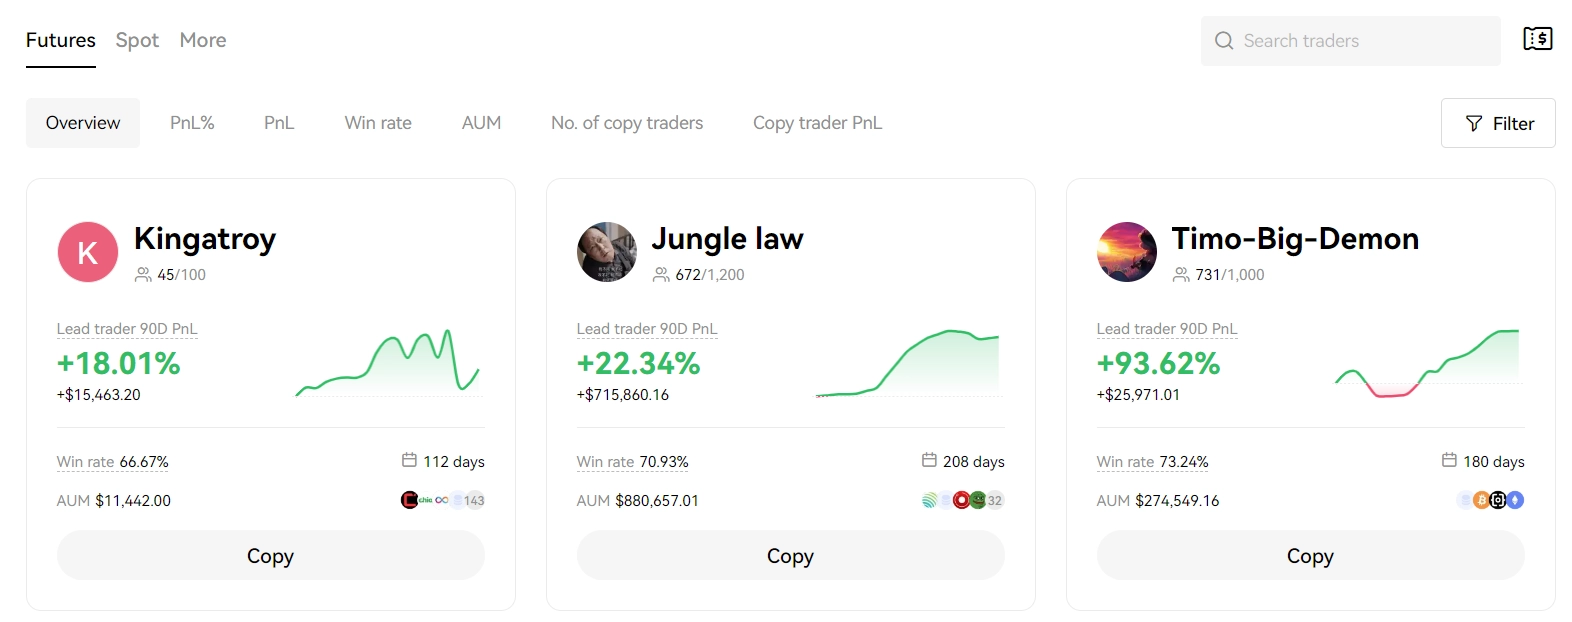 Futures Spot More
Search traders
Overview PnL% PnL Win rate AUM No. of copy traders Copy trader PnL
Filter
K
Kingatroy
45/100
Lead trader 90D PnL
+18.01%
+$15,463.20
Win rate 66.67%
112 days
AUM $11,442.00
chie
143
Copy
Jungle law
672/1,200
Lead trader 90D PnL
+22.34%
+$715,860.16
Win rate 70.93%
208 days
AUM $880,657.01
32
Copy
Timo-Big-Demon
731/1,000
Lead trader 90D PnL
+93.62%
+$25,971.01
Win rate 73.24%
180 days
AUM $274,549.16
Copy